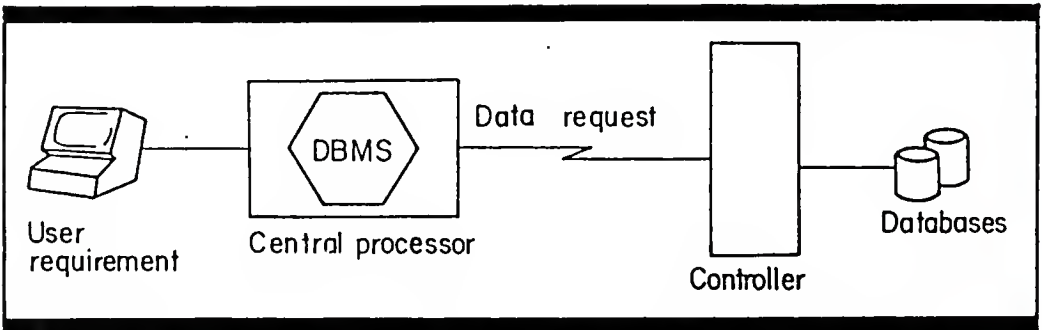 User
requirement
DBMS
Central processor
Data request
Controller
Databases